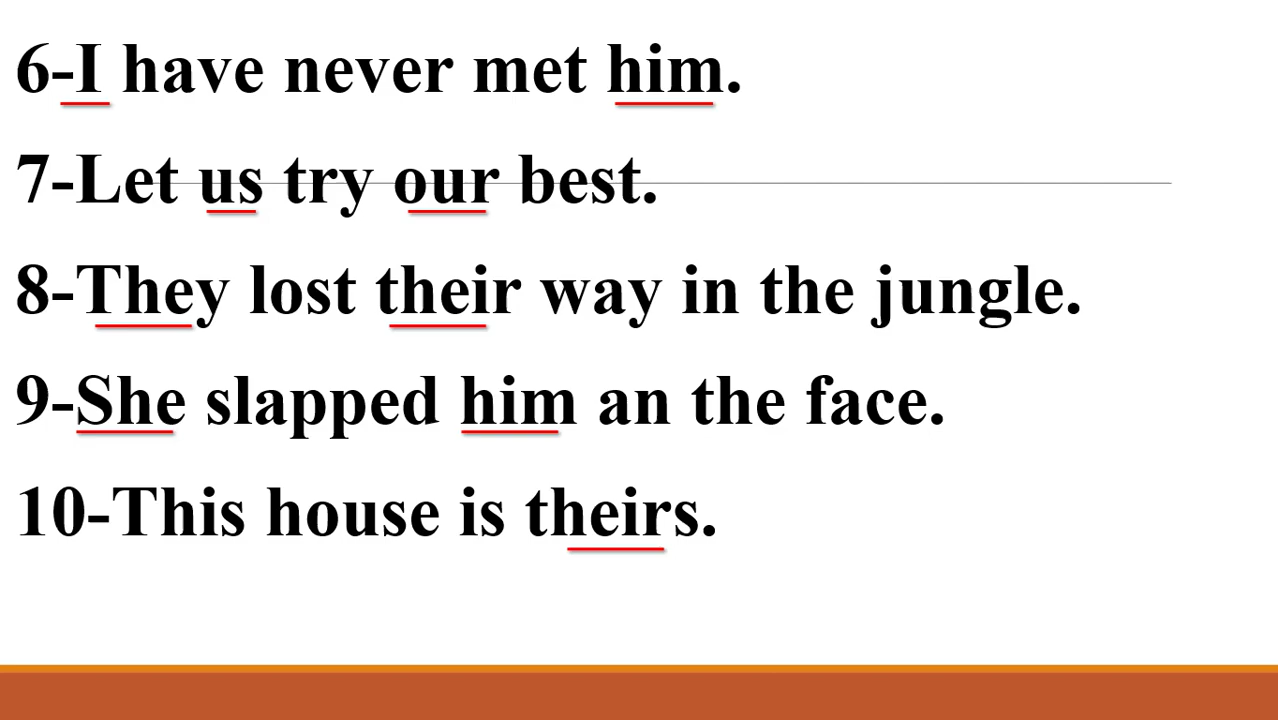 6-I have never met him.
7-Let us try our best.
8-They lost their way in the jungle.
9-She slapped him an the face.
10-This house is theirs.